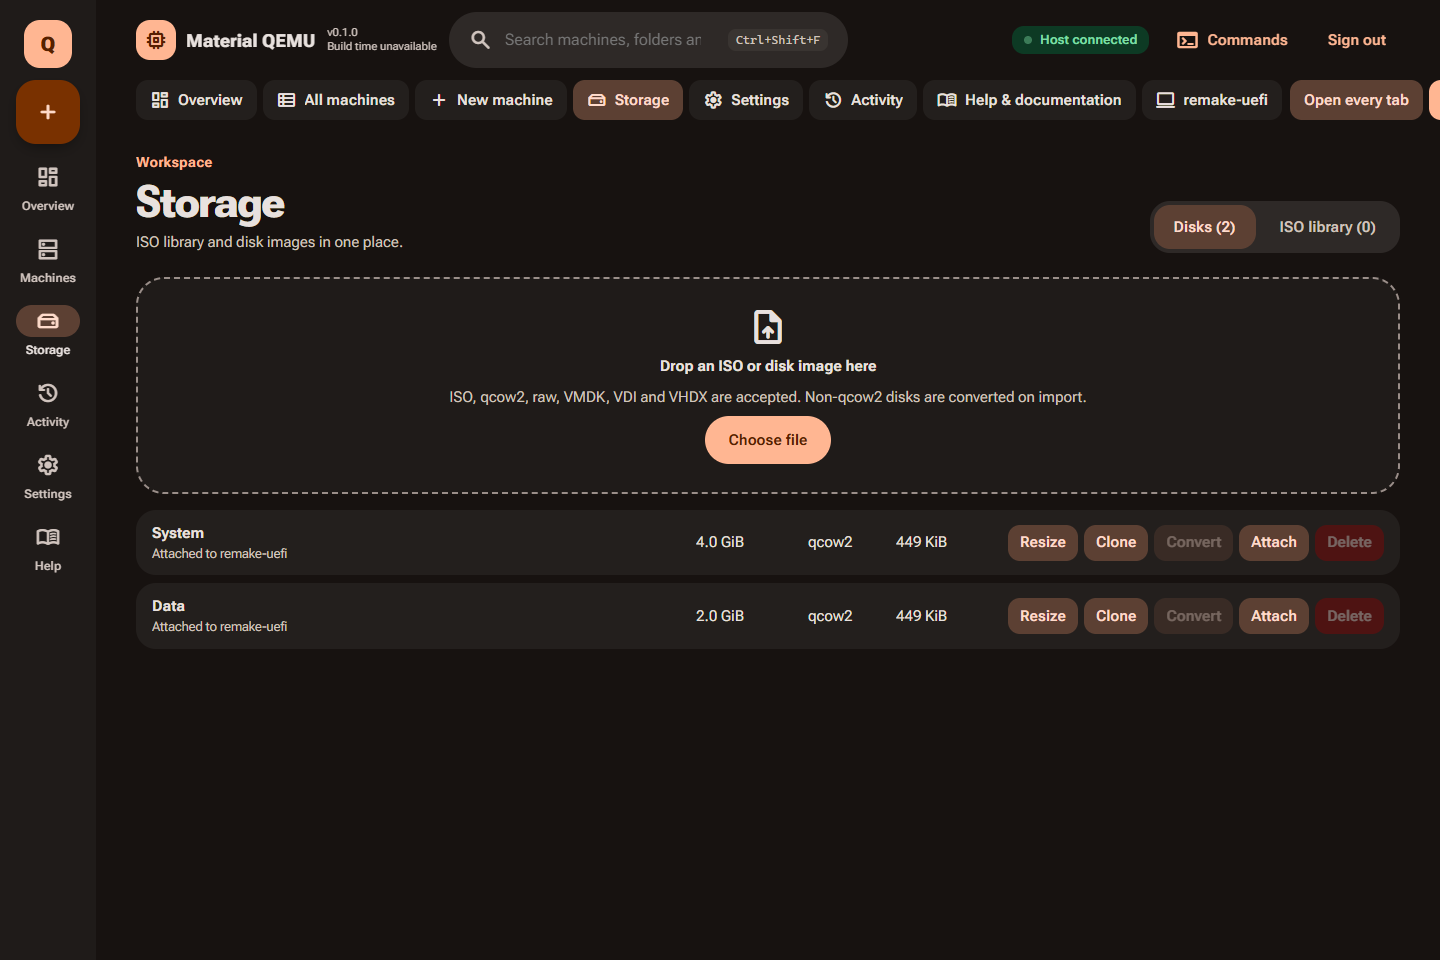 Q
Material QEMU
v0.1.0
Build time unavailable
Search machines, folders an
Ctrl+Shift+F
Host connected
Commands
Sign out
Overview
All machines
New machine
Storage
Settings
Activity
Help & documentation
remake-uefi
Open every tab
Overview
Machines
Storage
Activity
Settings
Help
Workspace
Storage
ISO library and disk images in one place.
Disks (2)
ISO library (0)
Drop an ISO or disk image here
ISO, qcow2, raw, VMDK, VDI and VHDX are accepted. Non-qcow2 disks are converted on import.
Choose file
System
Attached to remake-uefi
4.0 GiB
qcow2
449 KiB
Resize
Clone
Convert
Attach
Delete
Data
Attached to remake-uefi
2.0 GiB
qcow2
449 KiB
Resize
Clone
Convert
Attach
Delete